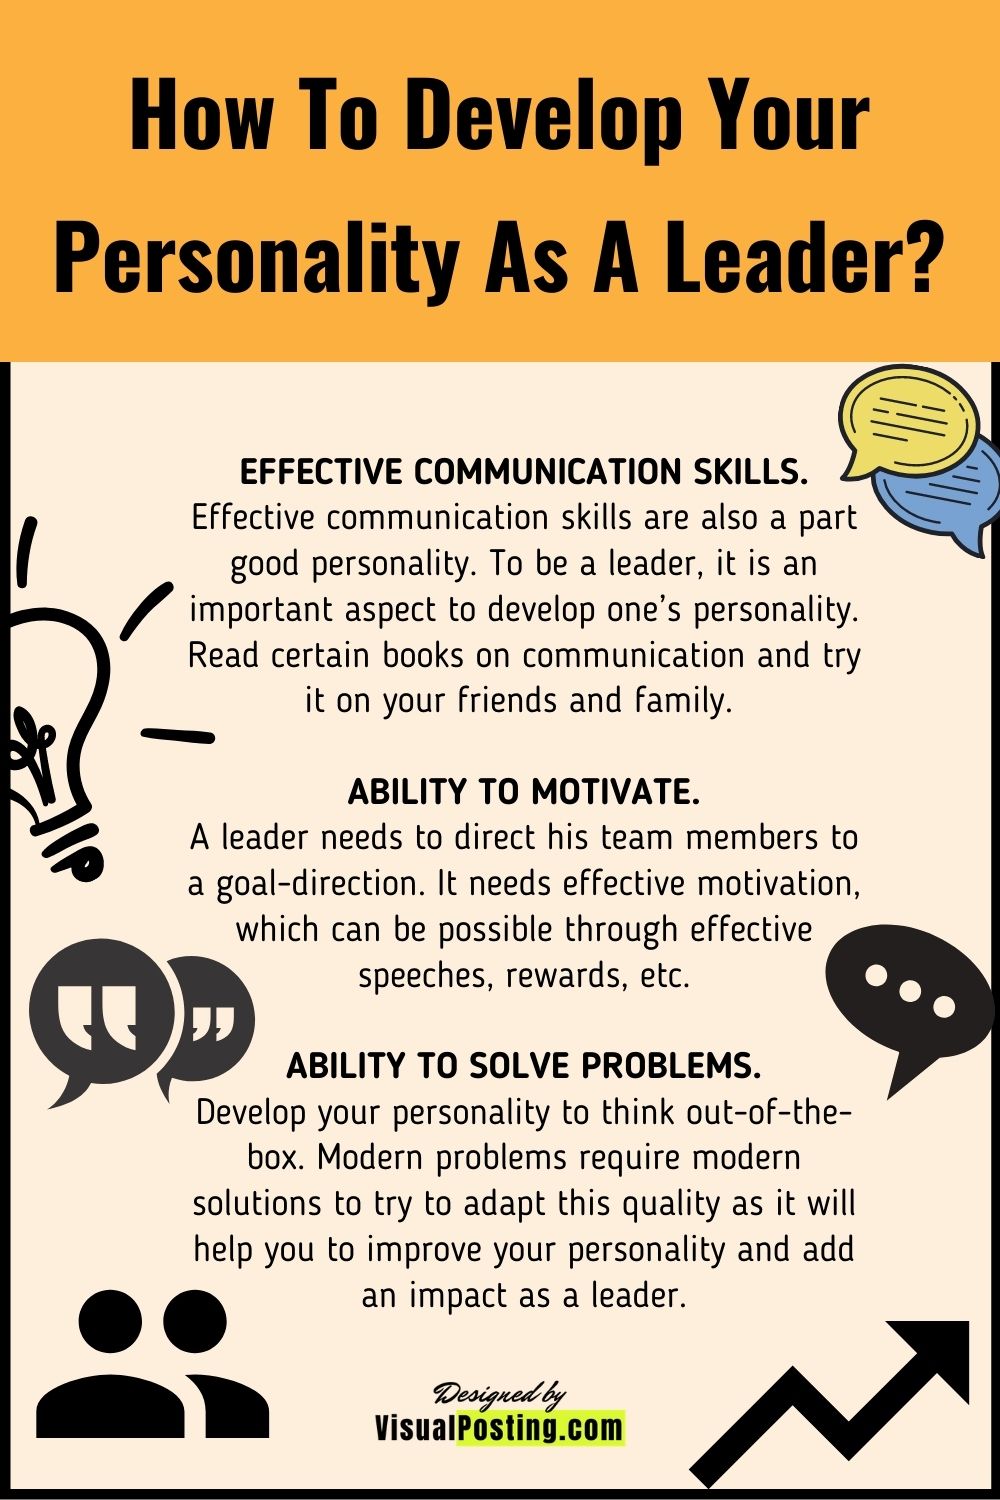 How To Develop Your
Personality As A Leader?
EFFECTIVE COMMUNICATION SKILLS.
Effective communication skills are also a part
good personality. To be a leader, it is an
important aspect to develop one's personality.
Read certain books on communication and try
it on your friends and family.
ABILITY TO MOTIVATE.
A leader needs to direct his team members to
a goal-direction. It needs effective motivation,
which can be possible through effective
speeches, rewards, etc.
ABILITY TO SOLVE PROBLEMS.
Develop your personality to think out-of-the-
box. Modern problems require modern
solutions to try to adapt this quality as it will
help you to improve your personality and add
an impact as a leader.
Designed by
VisualPosting.com